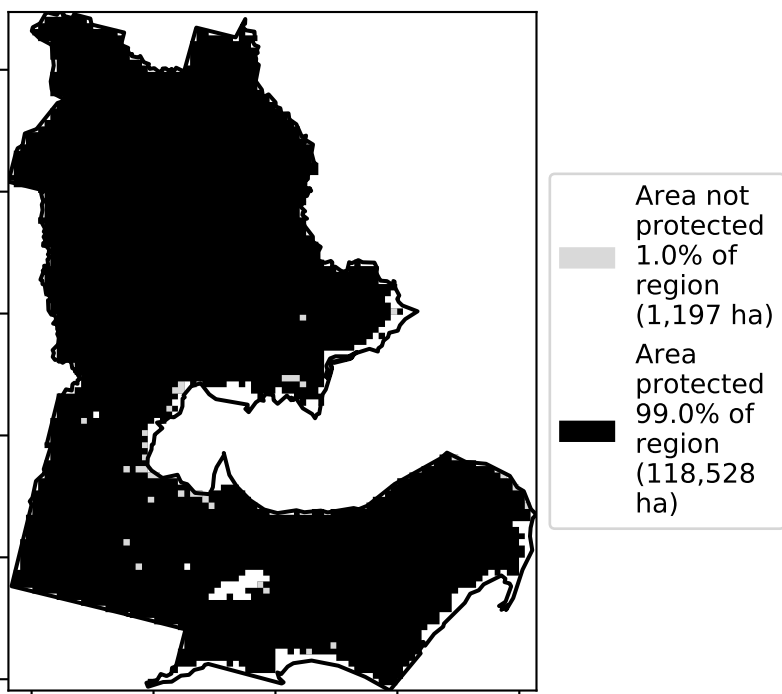 Area not
protected
1.0% of
region
(1,197 ha)
Area
protected
99.0% of
region
(118,528
ha)